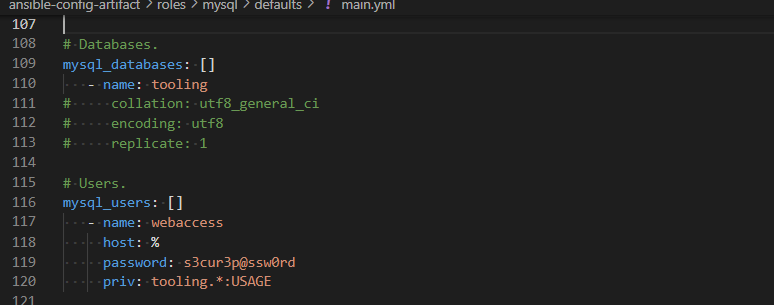 ansible-config-artifact > roles > mysql > defaults > ! main.yml
107
108 # Databases.
109 mysql_databases: []
110    - name: tooling
111 #     collation: utf8_general_ci
112 #     encoding: utf8
113 #     replicate: 1
114
115 # Users.
116 mysql_users: []
117    - name: webaccess
118      host: %
119      password: s3cur3p@ssw0rd
120      priv: tooling.*:USAGE
121